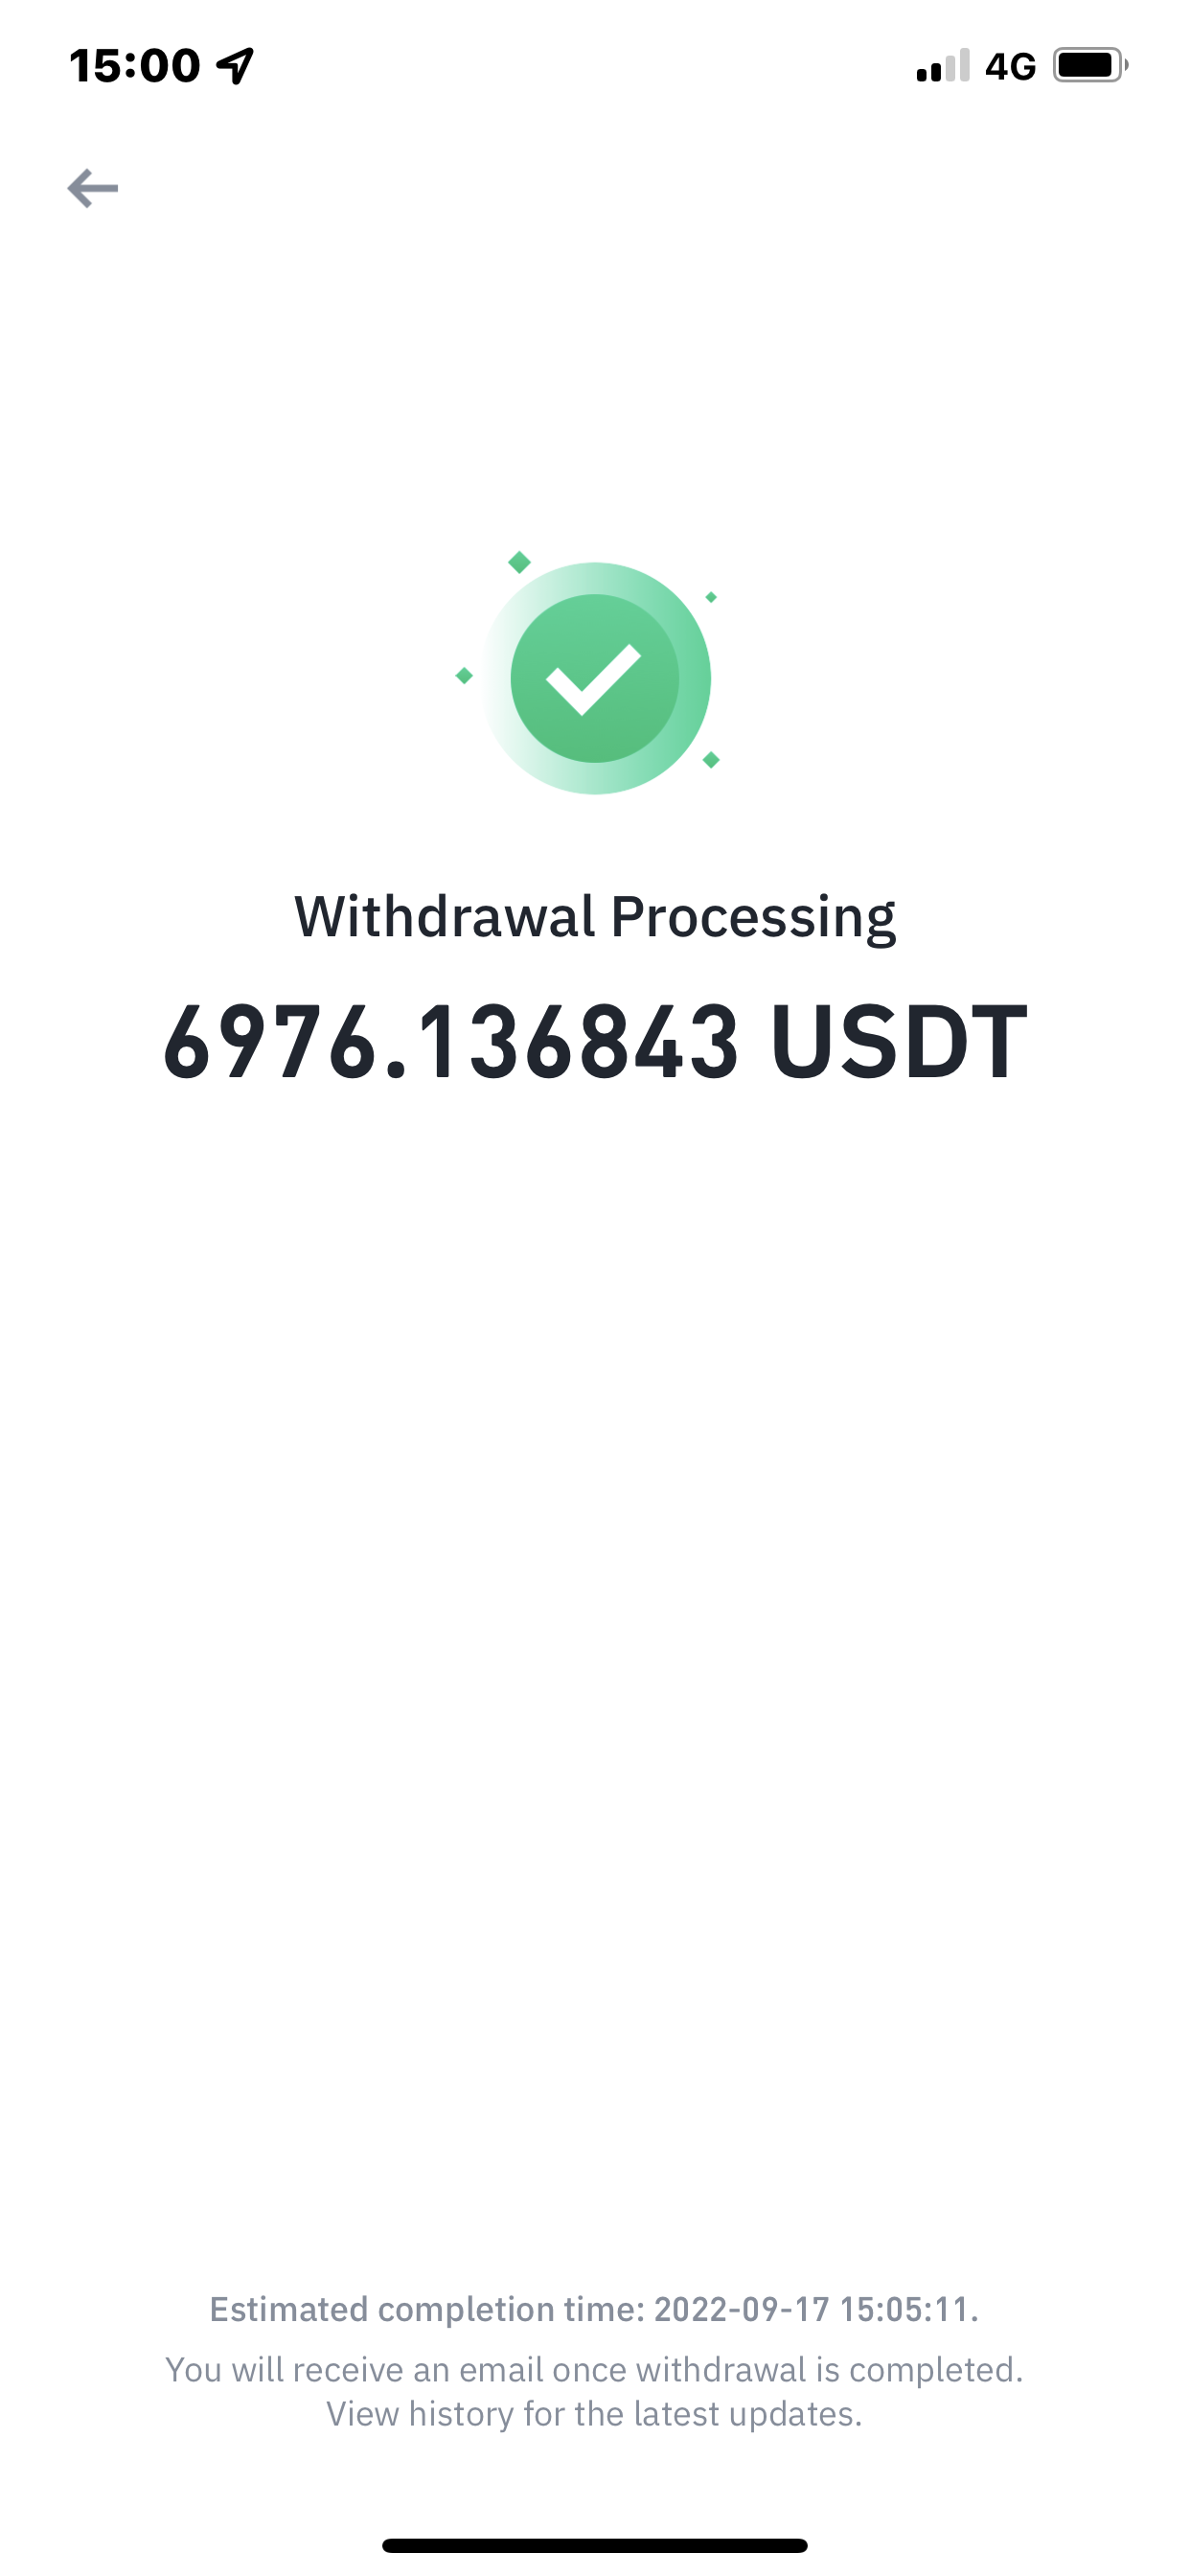 15:00 4G
Withdrawal Processing
6976.136843 USDT
Estimated completion time: 2022-09-17 15:05:11.
You will receive an email once withdrawal is completed.
View history for the latest updates.